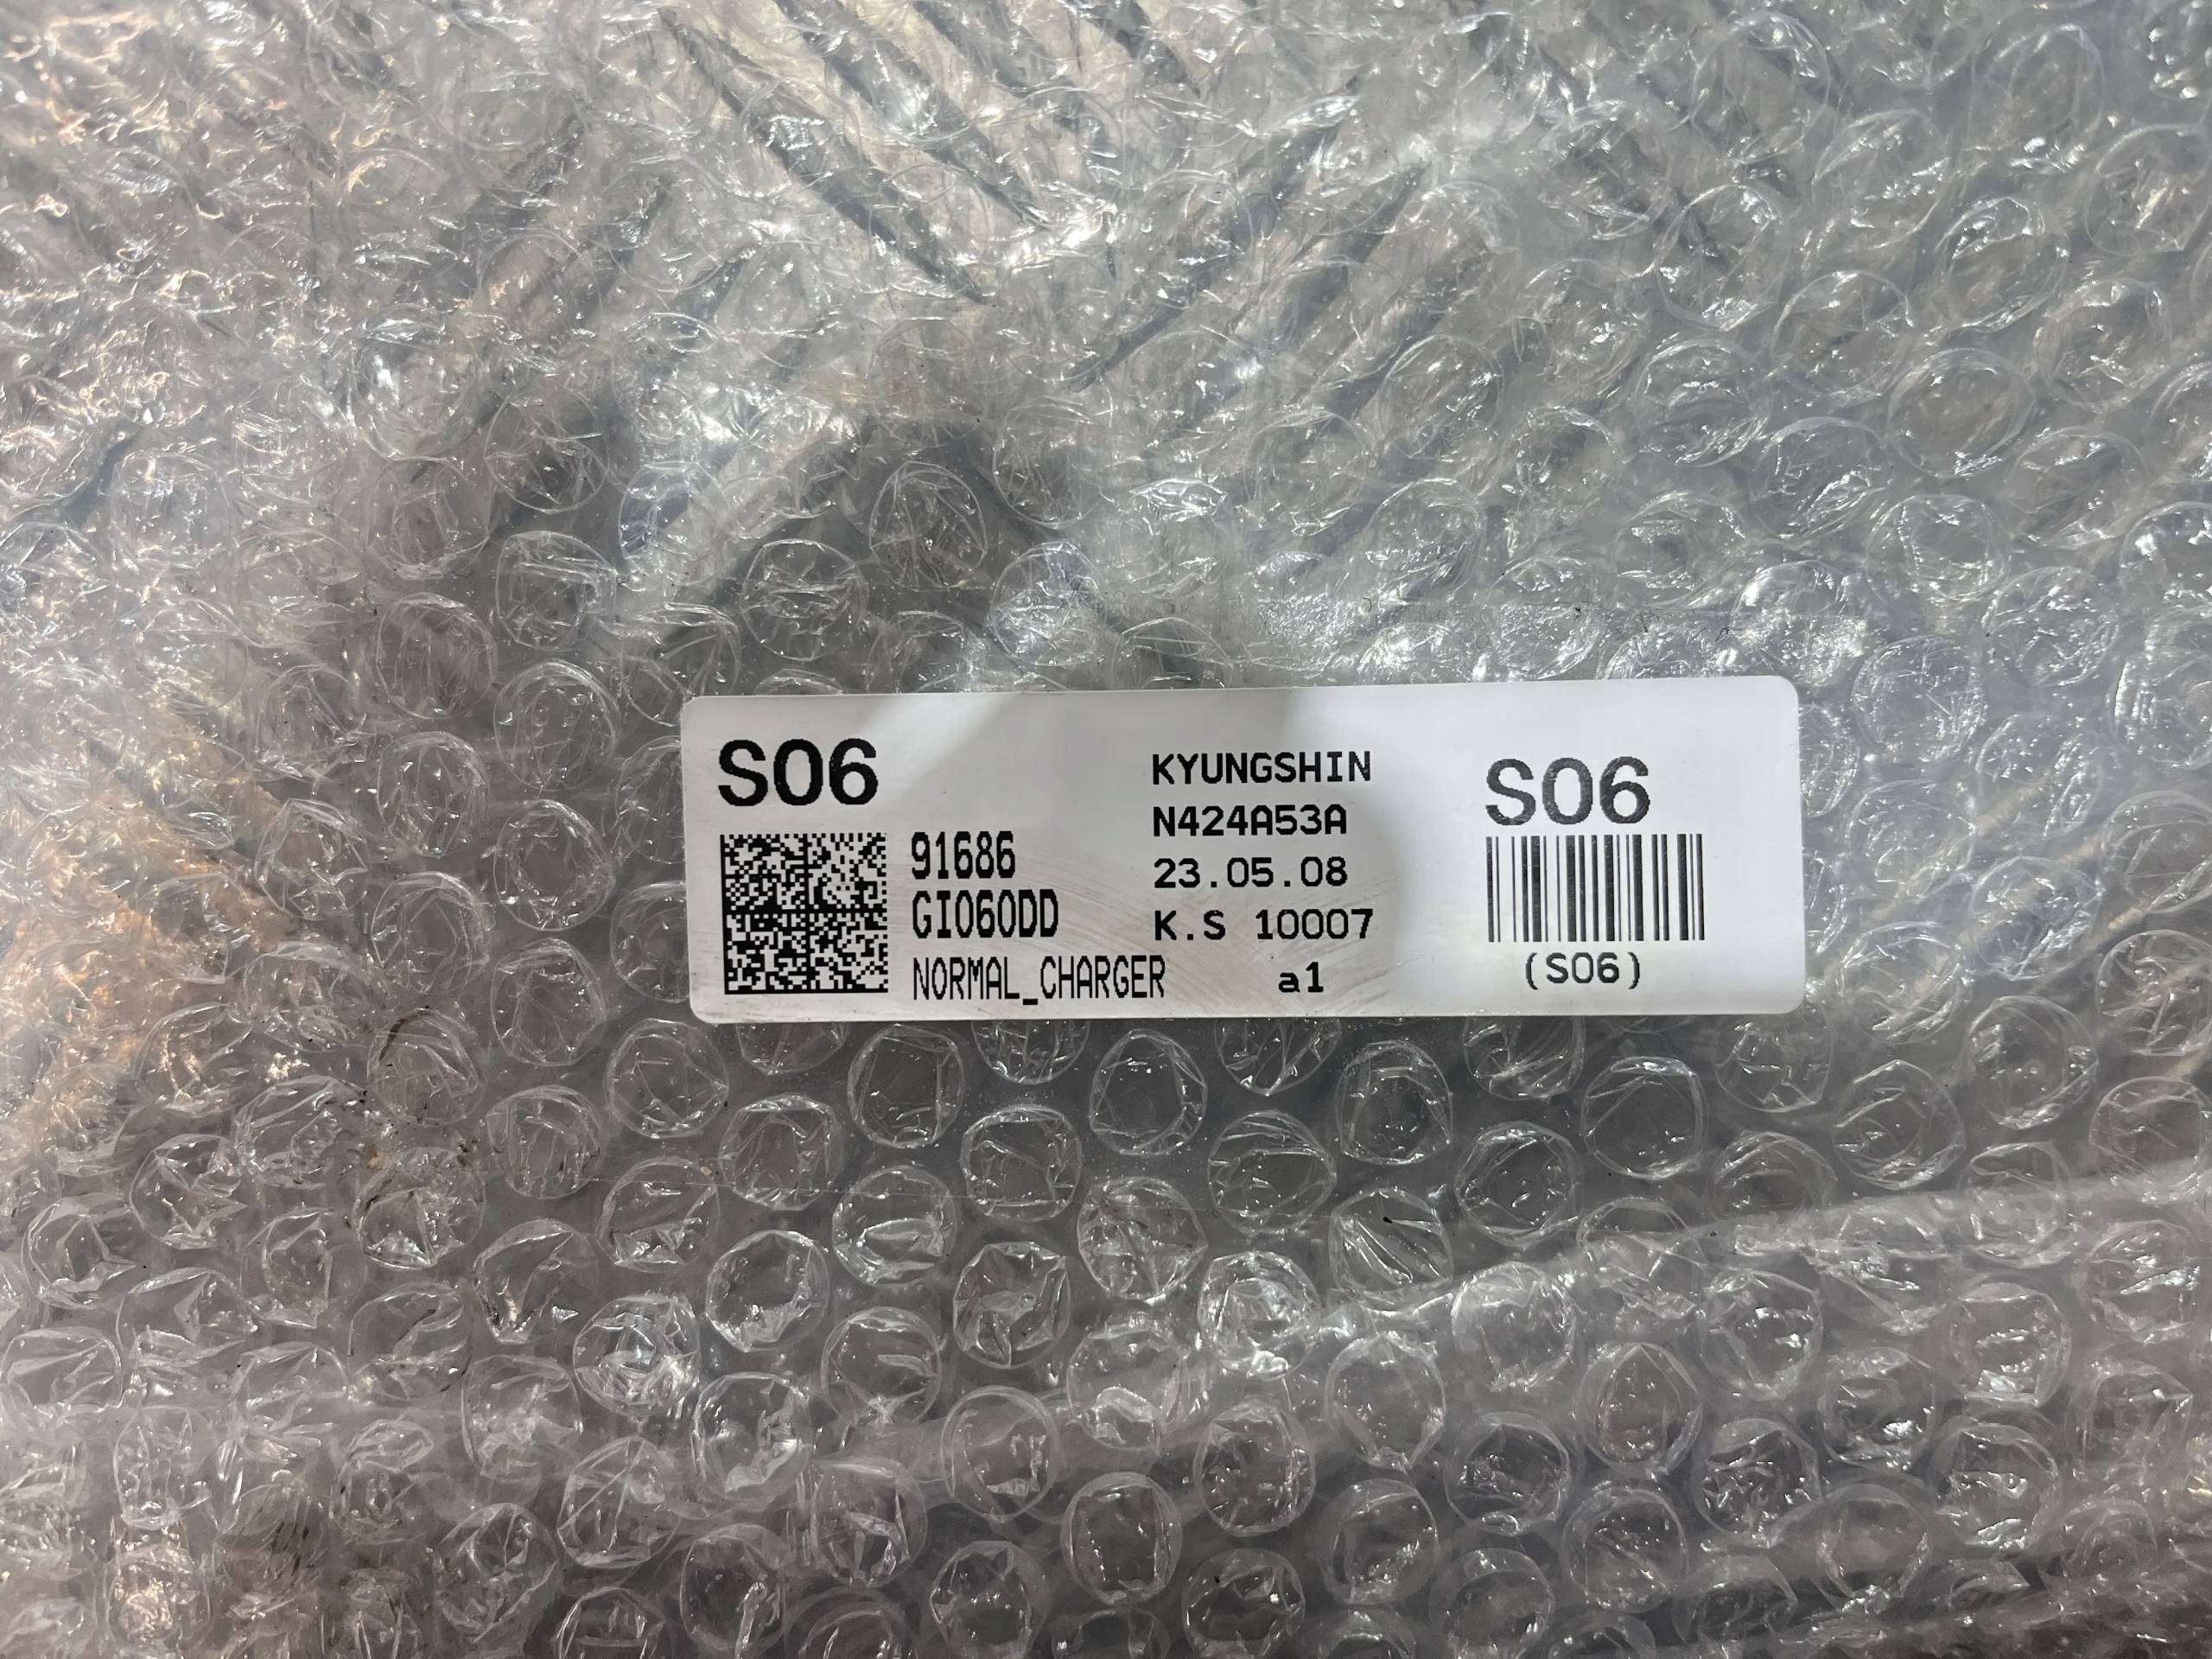 S06
91686
GI060DD
NORMAL_CHARGER
KYUNGSHIN
N424A53A
23.05.08
K.S 10007
a1
S06
(S06)